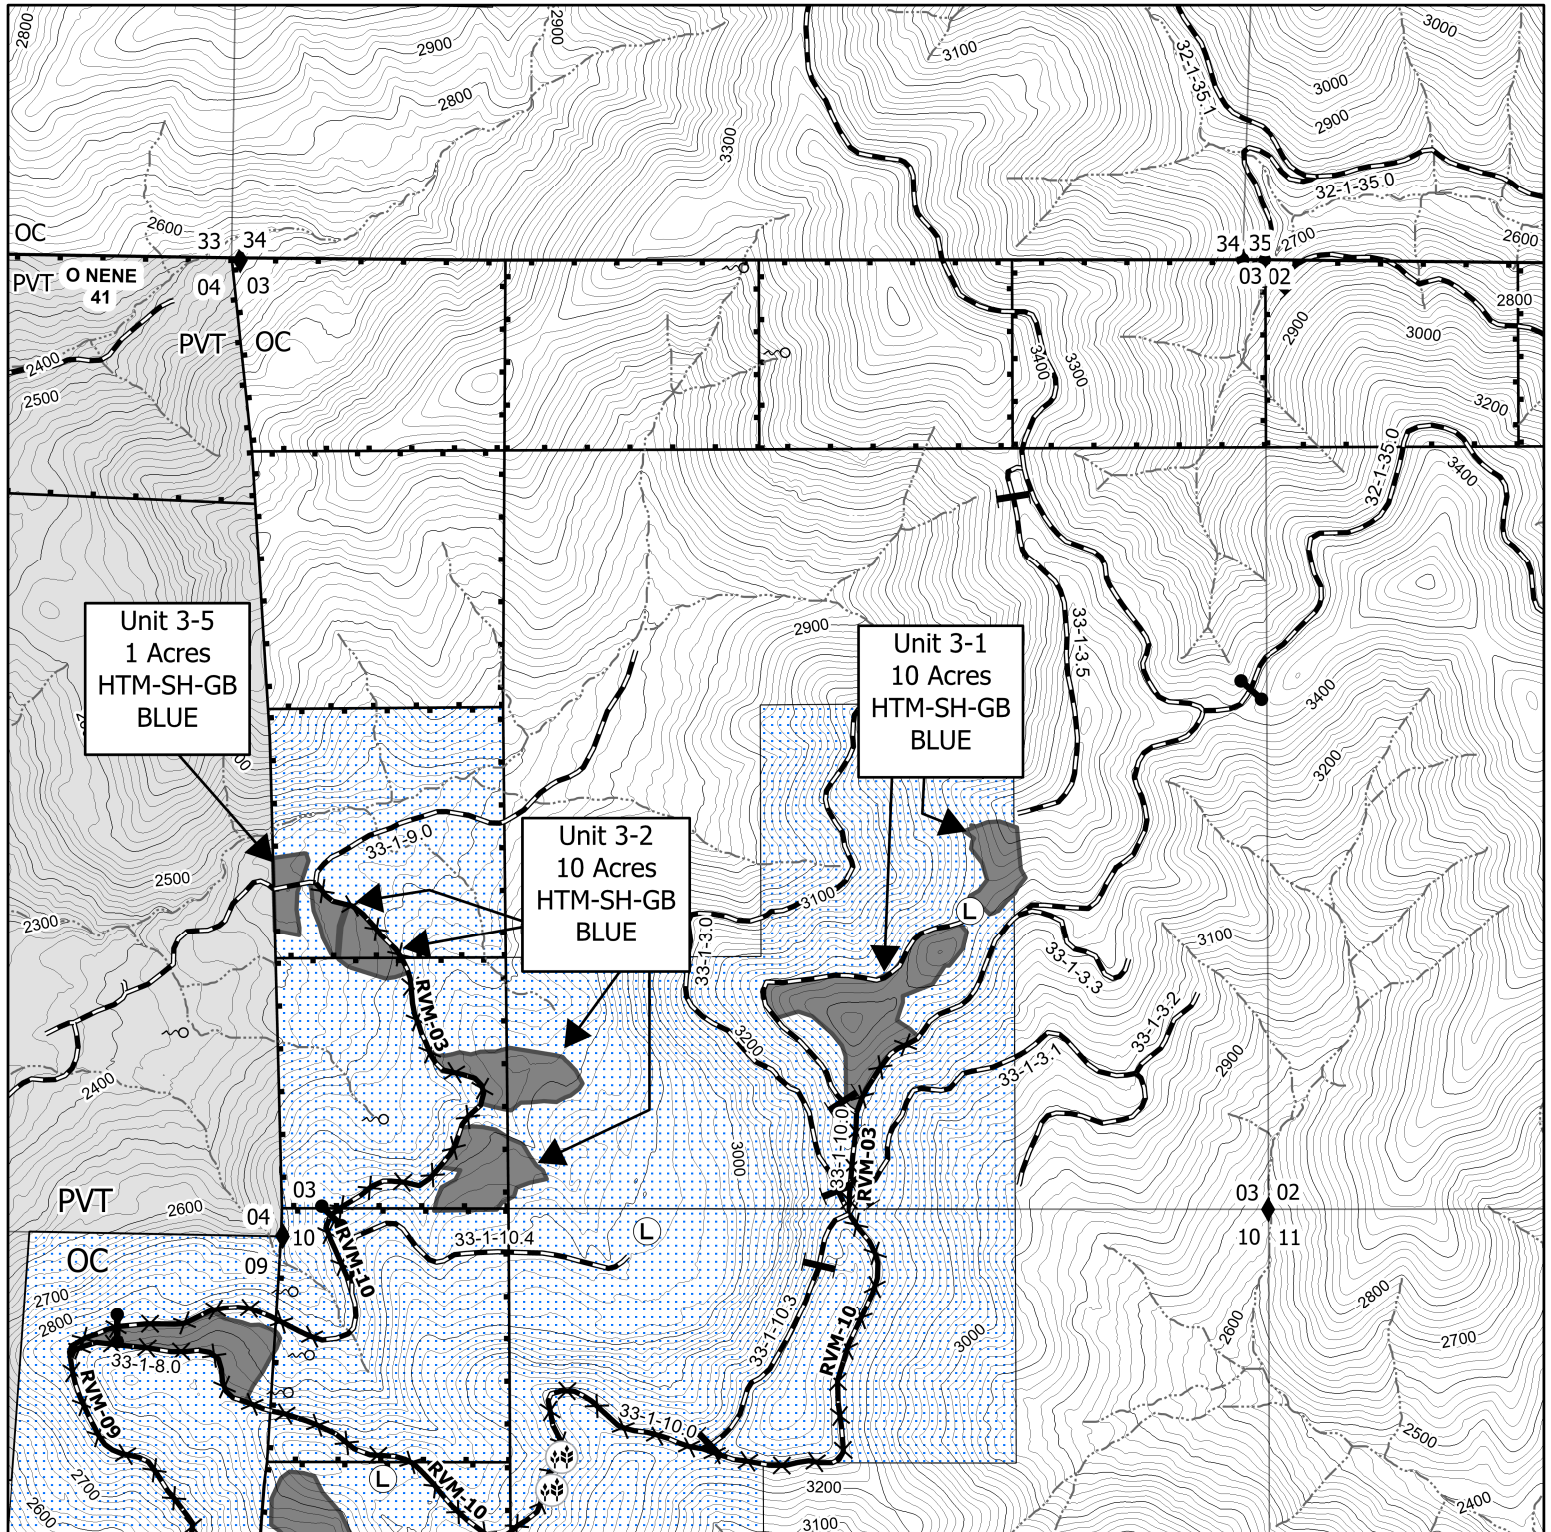 2800
2900
2900
2800
3300
3100
32-1-35.1
3000
3000
2900
32-1-35.0
2600
OC
33 34
34 35
2700
2600
PVT
O NENE
41
04 03
03 02
2800
PVT OC
2400
2500
3400
3300
2900
3000
3200
32-1-35.0
3400
Unit 3-5
1 Acres
HTM-SH-GB
BLUE
2900
Unit 3-1
10 Acres
HTM-SH-GB
BLUE
33-1-3.5
3400
3200
33-1-9.0
Unit 3-2
10 Acres
HTM-SH-GB
BLUE
2500
2300
3100
L
33-1-3.0
3100
33-1-3.3
RVM-03
3200
33-1-3.2
33-1-3.1
2900
2400
33-1-10.0
RVM-03
3000
PVT
2600
03
04
10
09
03 02
10 11
OC
RVM-10
33-1-10.4
L
2700
2800
33-1-8.0
RVM-09
33-1-10.3
RVM-10
3000
2600
2800
2700
33-1-10.0
2500
L
RVM-10
2700
2600
3200
3100
2400